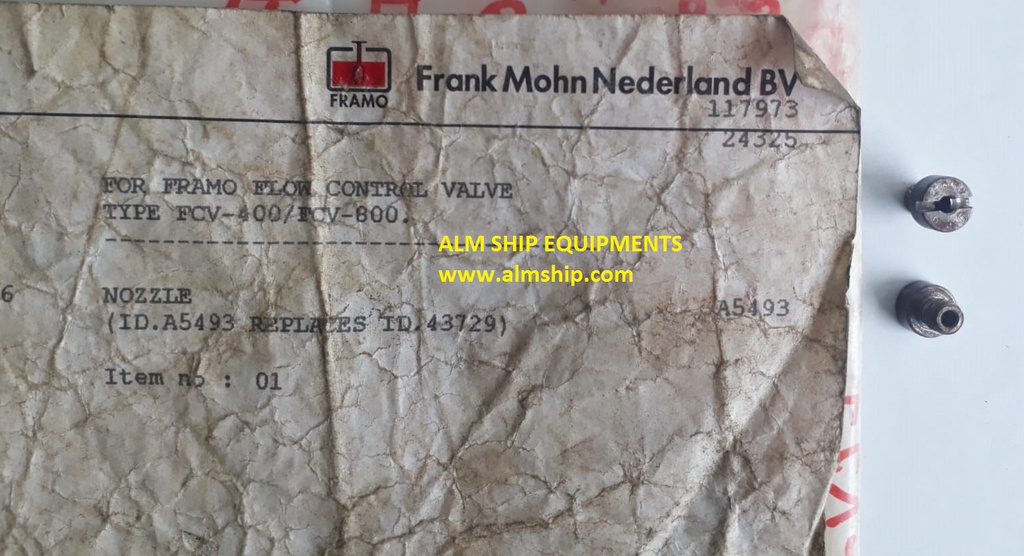 FRAMO
Frank Mohn Nederland BV
117973
24325
FOR FRAMO FLOW CONTROL VALVE
TYPE FCV-400/FCV-800.
ALM SHIP EQUIPMENTS
www.almship.com
6 NOZZLE A5493
(ID.A5493 REPLACES ID.43729)
Item no : 01